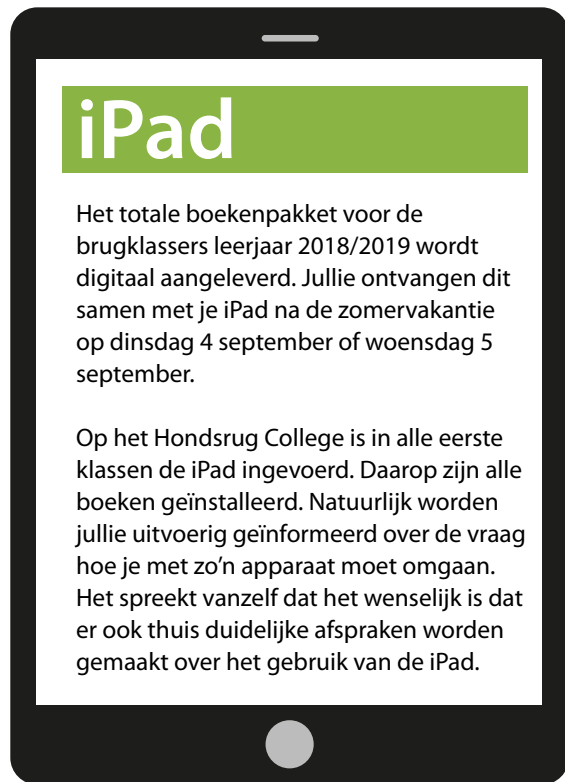 iPad
Het totale boekenpakket voor de
brugklassers leerjaar 2018/2019 wordt
digitaal aangeleverd. Jullie ontvangen dit
samen met je iPad na de zomervakantie
op dinsdag 4 september of woensdag 5
september.
Op het Hondsrug College is in alle eerste
klassen de iPad ingevoerd. Daarop zijn alle
boeken geïnstalleerd. Natuurlijk worden
jullie uitvoerig geïnformeerd over de vraag
hoe je met zo’n apparaat moet omgaan.
Het spreekt vanzelf dat het wenselijk is dat
er ook thuis duidelijke afspraken worden
gemaakt over het gebruik van de iPad.